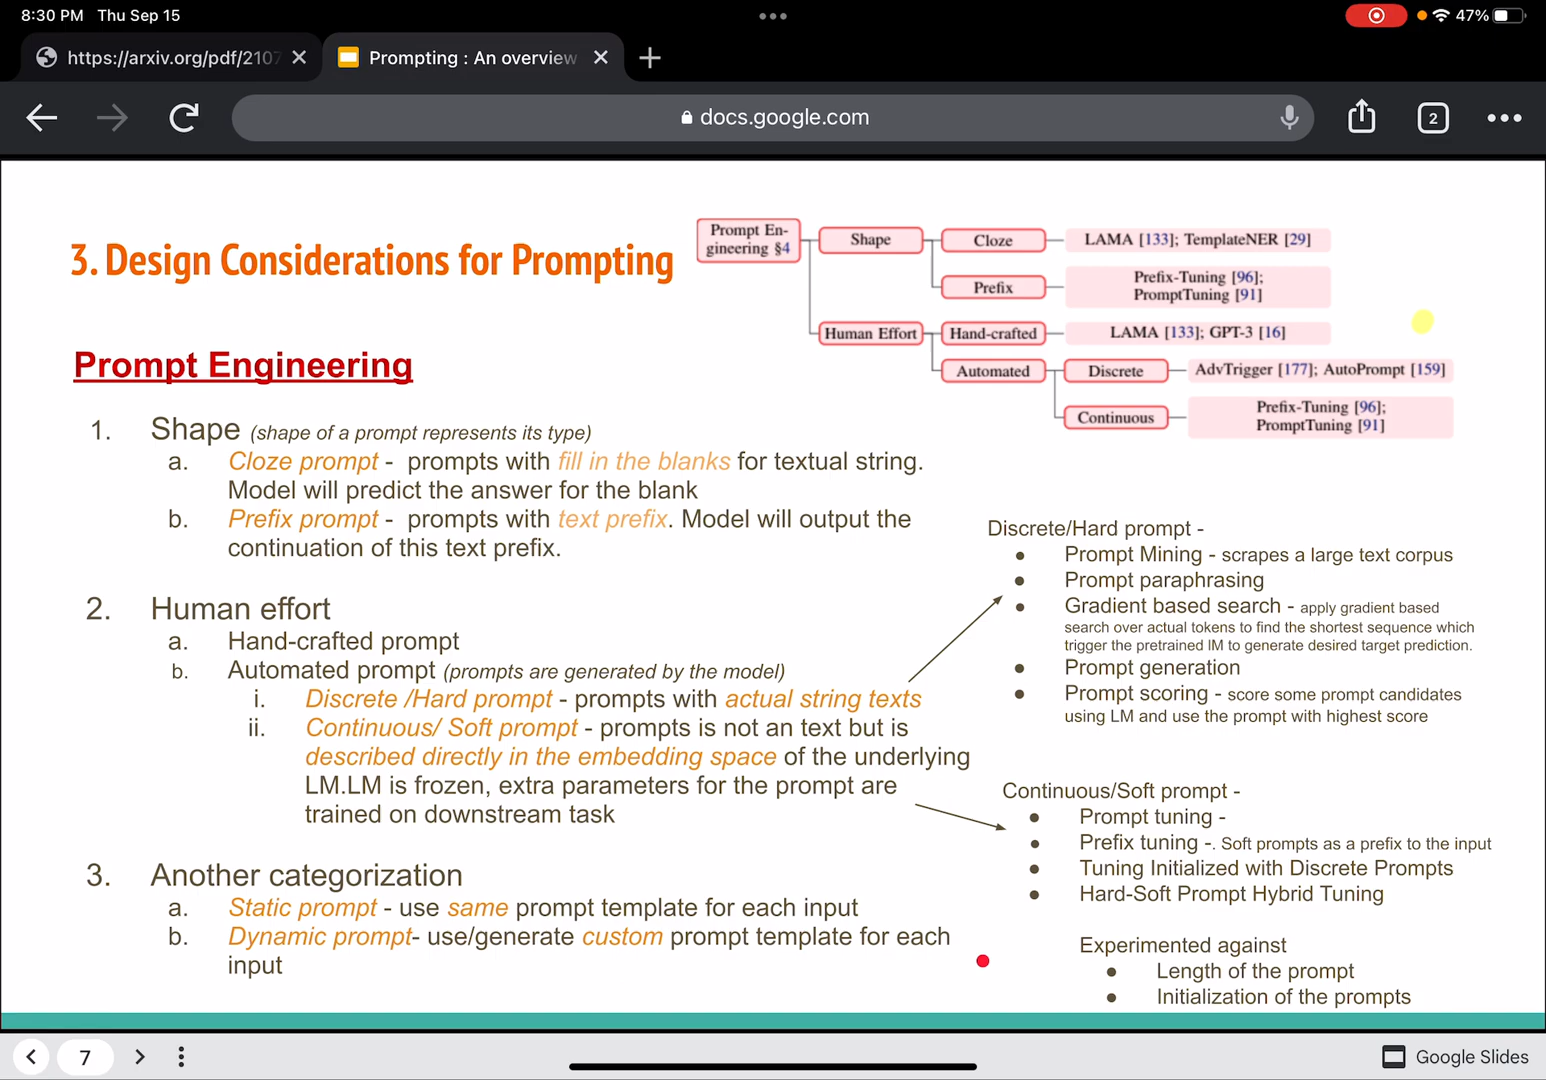 8:30 PM Thu Sep 15
47%
https://arxiv.org/pdf/2107
Prompting : An overview
docs.google.com
2
3. Design Considerations for Prompting
Prompt En-
gineering §4
Shape
Cloze
LAMA [133]; TemplateNER [29]
Prefix
Prefix-Tuning [96];
PromptTuning [91]
Human Effort
Hand-crafted
LAMA [133]; GPT-3 [16]
Automated
Discrete
AdvTrigger [177]; AutoPrompt [159]
Continuous
Prefix-Tuning [96];
PromptTuning [91]
Prompt Engineering
1. Shape (shape of a prompt represents its type)
a. Cloze prompt - prompts with fill in the blanks for textual string.
Model will predict the answer for the blank
b. Prefix prompt - prompts with text prefix. Model will output the
continuation of this text prefix.
2. Human effort
a. Hand-crafted prompt
b. Automated prompt (prompts are generated by the model)
i. Discrete /Hard prompt - prompts with actual string texts
ii. Continuous/ Soft prompt - prompts is not an text but is
described directly in the embedding space of the underlying
LM.LM is frozen, extra parameters for the prompt are
trained on downstream task
3. Another categorization
a. Static prompt - use same prompt template for each input
b. Dynamic prompt- use/generate custom prompt template for each
input
Discrete/Hard prompt -
● Prompt Mining - scrapes a large text corpus
● Prompt paraphrasing
● Gradient based search - apply gradient based
search over actual tokens to find the shortest sequence which
trigger the pretrained lM to generate desired target prediction.
● Prompt generation
● Prompt scoring - score some prompt candidates
using LM and use the prompt with highest score
Continuous/Soft prompt -
● Prompt tuning -
● Prefix tuning -. Soft prompts as a prefix to the input
● Tuning Initialized with Discrete Prompts
● Hard-Soft Prompt Hybrid Tuning
Experimented against
● Length of the prompt
● Initialization of the prompts
7
Google Slides